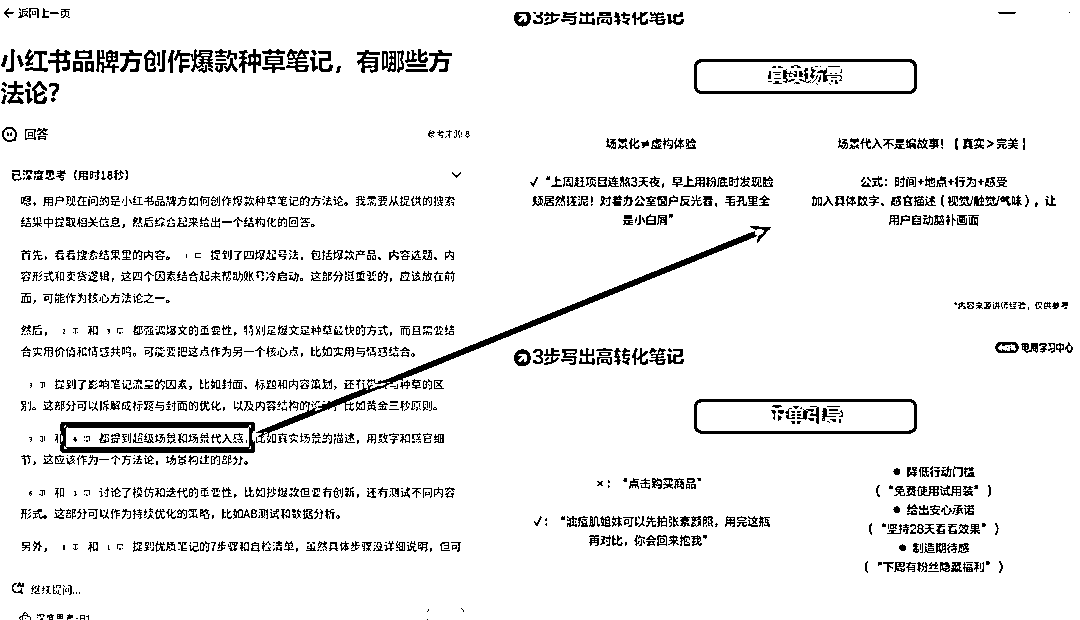 ← 返回上一页
小红书品牌方创作爆款种草笔记，有哪些方
法论？
回答
已深度思考（用时18秒）
嗯，用户现在问的是小红书品牌方如何创作爆款种草笔记的方法论。我需要从提供的搜索
结果中提取相关信息，然后综合起来给出一个结构化的回答。
首先，看看搜索结果里的内容。 提到了四爆起号法，包括爆款产品、内容选题、内
容形式和卖货逻辑，这四个因素结合起来帮助账号冷启动。这部分挺重要的，应该放在前
面，可能作为核心方法论之一。
然后， 和 都强调爆文的重要性，特别是爆文是种草最快的方式，而且需要结
合实用价值和情感共鸣。可能要把这点作为另一个核心点，比如实用与情感结合。
提到了影响笔记流量的因素，比如封面、标题和内容策划，还有 与种草的区
别。这部分可以拆解成标题与封面的优化，以及内容结构的 比如黄金三秒原则。
和 都提到超级场景和场景代入感，比如真实场景的描述，用数字和感官细
节，这应该作为一个方法论，场景构建的部分。
和 讨论了模仿和迭代的重要性，比如抄爆款但要有创新，还有测试不同内容
形式。这部分可以作为持续优化的策略，比如AB测试和数据分析。
另外， 和 提到优质笔记的7步骤和自检清单，虽然具体步骤没详细说明，但可
继续提问...
深度思考·R1
3步写出高转化笔记
真实场景
场景化≠虚构体验
✓ “上周赶项目连熬3天夜，早上用粉底时发现脸
颊居然搓泥！对着办公室窗户反光看，毛孔里全
是小白屑”
场景代入不是编故事！【真实＞完美】
公式：时间+地点+行为+感受
加入具体数字、感官描述（视觉/触觉/气味），让
用户自动脑补画面
*内容来源讲师经验，仅供参考
电商学习中心
3步写出高转化笔记
下单引导
×：“点击购买商品”
✓：“油痘肌姐妹可以先拍张素颜照，用完这瓶
再对比，你会回来抱我”
● 降低行动门槛
（“免费使用试用装”）
● 给出安心承诺
（“坚持28天看看效果”）
● 制造期待感
（“下周有粉丝隐藏福利”）